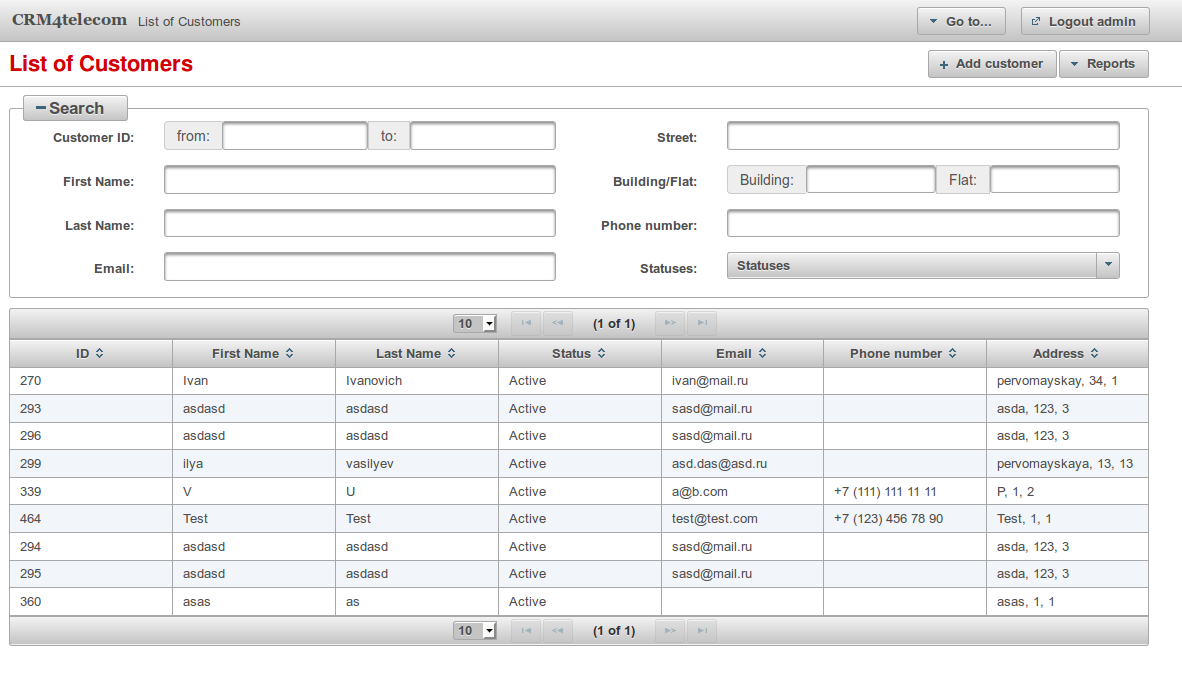 CRM4telecom List of Customers Go to... Logout admin
List of Customers Add customer Reports
Search
Customer ID: from: to: Street:
First Name: Building/Flat: Building: Flat:
Last Name: Phone number:
Email: Statuses: Statuses
10 (1 of 1)
ID First Name Last Name Status Email Phone number Address
270 Ivan Ivanovich Active ivan@mail.ru pervomayskay, 34, 1
293 asdasd asdasd Active sasd@mail.ru asda, 123, 3
296 asdasd asdasd Active sasd@mail.ru asda, 123, 3
299 ilya vasilyev Active asd.das@asd.ru pervomayskaya, 13, 13
339 V U Active a@b.com +7 (111) 111 11 11 P, 1, 2
464 Test Test Active test@test.com +7 (123) 456 78 90 Test, 1, 1
294 asdasd asdasd Active sasd@mail.ru asda, 123, 3
295 asdasd asdasd Active sasd@mail.ru asda, 123, 3
360 asas as Active asas, 1, 1
10 (1 of 1)